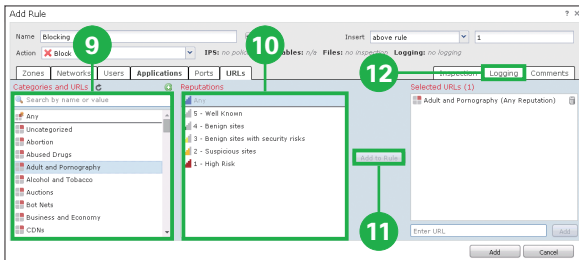 Add Rule ? ×
Name Blocking Insert above rule 1
Action Block IPS: no ables: n/a Files: no inspection Logging: no logging
9
10
12
Zones Networks Users Applications Ports URLs Inspection Logging Comments
Categories and URLs Reputations Selected URLs (1)
Search by name or value
Any
Uncategorized
Abortion
Abused Drugs
Adult and Pornography
Alcohol and Tobacco
Auctions
Bot Nets
Business and Economy
CDNs
Any
5 - Well Known
4 - Benign sites
3 - Benign sites with security risks
2 - Suspicious sites
1 - High Risk
Add to Rule
11
Adult and Pornography (Any Reputation)
Enter URL Add
Add Cancel